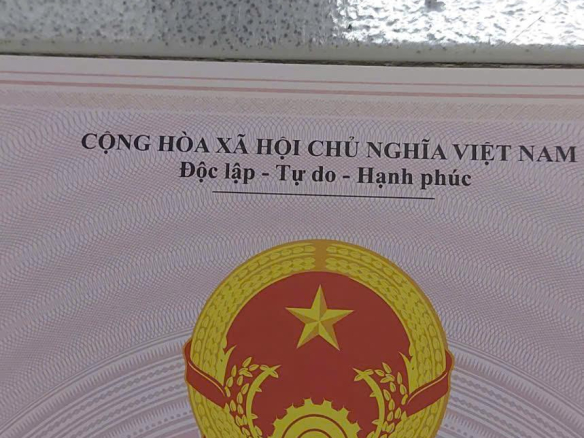 CỘNG HÒA XÃ HỘI CHỦ NGHĨA VIỆT NAM
Độc lập - Tự do - Hạnh phúc